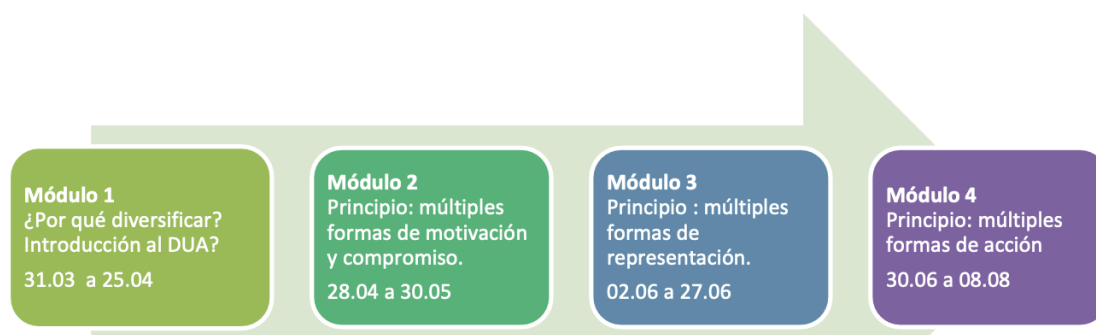 Módulo 1
¿Por qué diversificar?
Introducción al DUA?
31.03 a 25.04
Módulo 2
Principio: múltiples
formas de motivación
y compromiso.
28.04 a 30.05
Módulo 3
Principio : múltiples
formas de
representación.
02.06 a 27.06
Módulo 4
Principio: múltiples
formas de acción
30.06 a 08.08